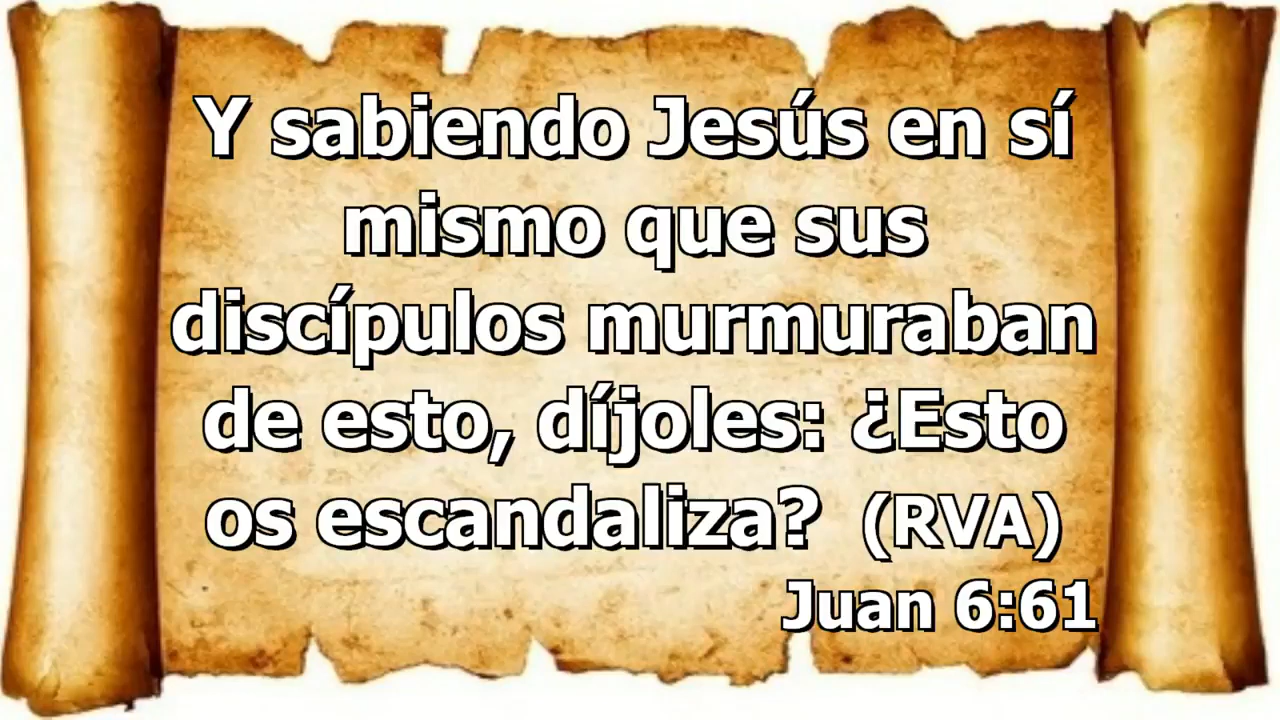 Y sabiendo Jesús en sí
mismo que sus
discípulos murmuraban
de esto, díjoles: ¿Esto
os escandaliza? (RVA)
Juan 6:61